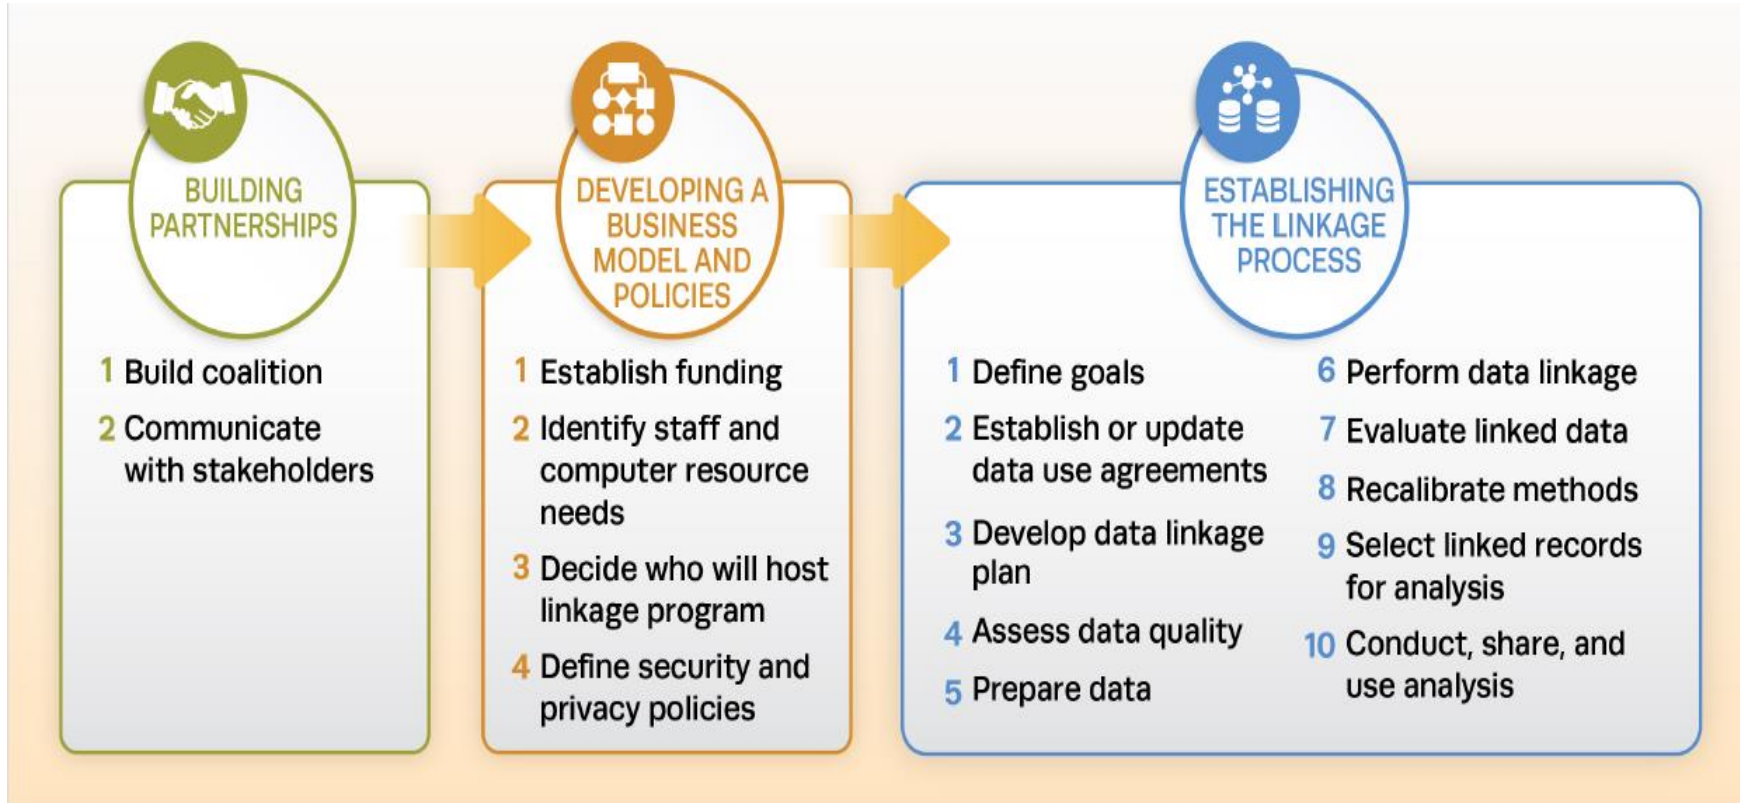 BUILDING
PARTNERSHIPS
1 Build coalition
2 Communicate
with stakeholders
DEVELOPING A
BUSINESS
MODEL AND
POLICIES
1 Establish funding
2 Identify staff and
computer resource
needs
3 Decide who will host
linkage program
4 Define security and
privacy policies
ESTABLISHING
THE LINKAGE
PROCESS
1 Define goals
2 Establish or update
data use agreements
3 Develop data linkage
plan
4 Assess data quality
5 Prepare data
6 Perform data linkage
7 Evaluate linked data
8 Recalibrate methods
9 Select linked records
for analysis
10 Conduct, share, and
use analysis